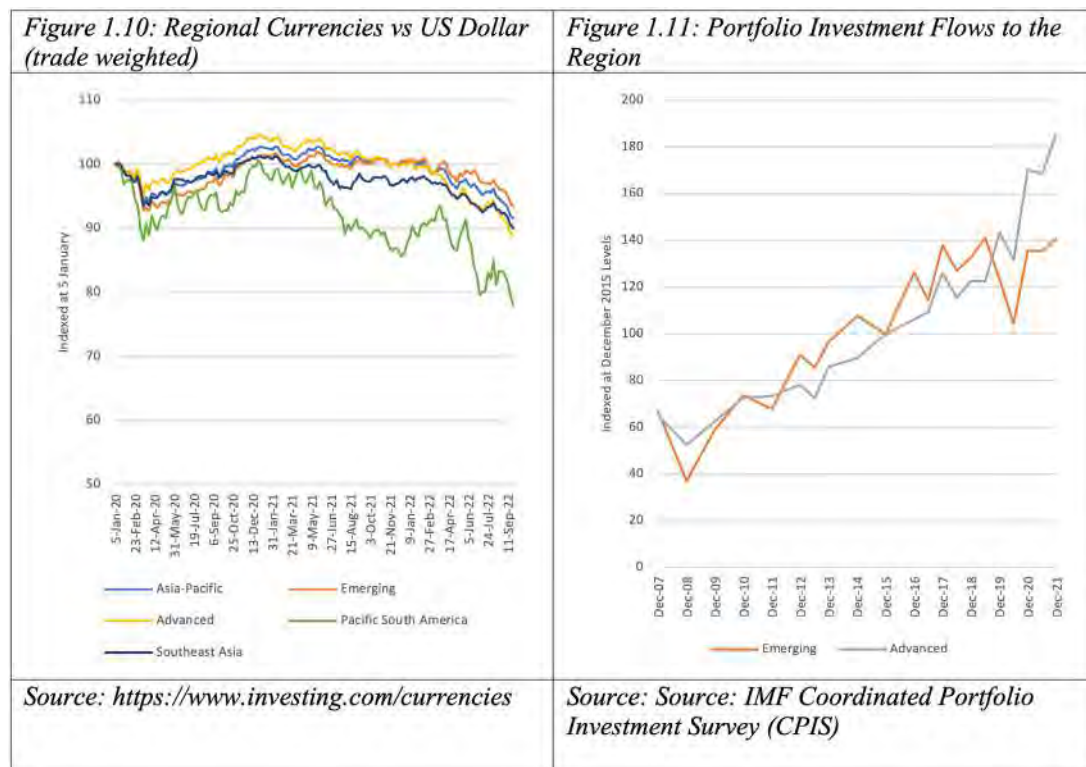 Figure 1.10: Regional Currencies vs US Dollar
(trade weighted)
Figure 1.11: Portfolio Investment Flows to the
Region
110
100
90
80
70
60
50
Indexed at 5 January
5-Jan-20
23-Feb-20
12-Apr-20
31-May-20
19-Jul-20
6-Sep-20
25-Oct-20
13-Dec-20
31-Jan-21
21-Mar-21
9-May-21
27-Jun-21
15-Aug-21
3-Oct-21
21-Nov-21
9-Jan-22
27-Feb-22
17-Apr-22
5-Jun-22
24-Jul-22
11-Sep-22
Asia-Pacific
Emerging
Advanced
Pacific South America
Southeast Asia
200
180
160
140
120
100
80
60
40
20
0
Indexed at December 2015 Levels
Dec-07
Dec-08
Dec-09
Dec-10
Dec-11
Dec-12
Dec-13
Dec-14
Dec-15
Dec-16
Dec-17
Dec-18
Dec-19
Dec-20
Dec-21
Emerging
Advanced
Source: https://www.investing.com/currencies
Source: Source: IMF Coordinated Portfolio
Investment Survey (CPIS)